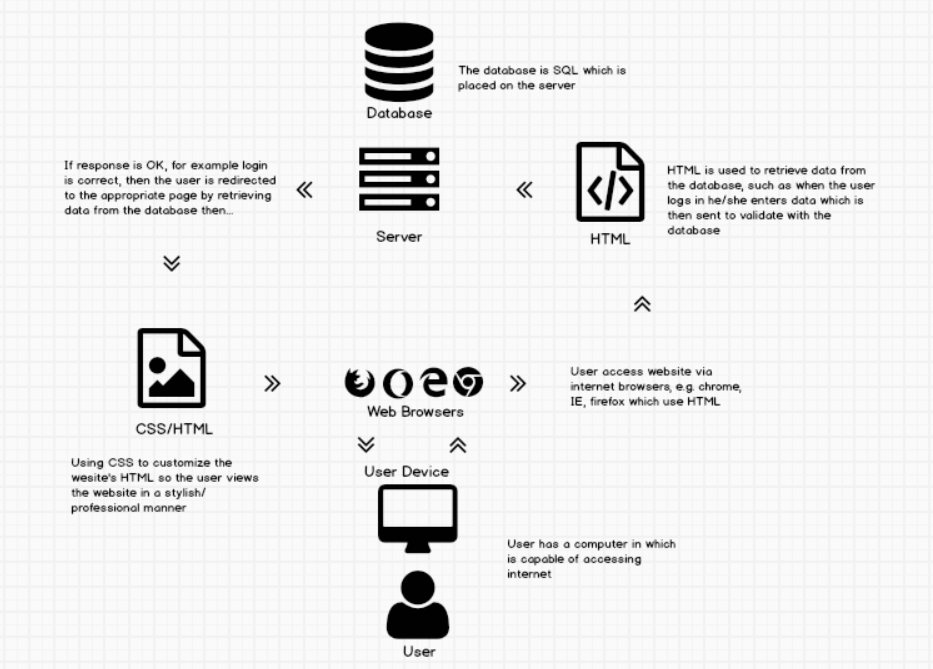 The database is SQL which is
placed on the server
Database
If response is OK, for example login
is correct, then the user is redirected
to the appropriate page by retrieving
data from the database then...
Server
HTML is used to retrieve data from
the database, such as when the user
logs in he/she enters data which is
then sent to validate with the
database
HTML
User access website via
internet browsers, e.g. chrome,
IE, firefox which use HTML
Web Browsers
CSS/HTML
Using CSS to customize the
wesite's HTML so the user views
the website in a stylish/
professional manner
User Device
User has a computer in which
is capable of accessing
internet
User